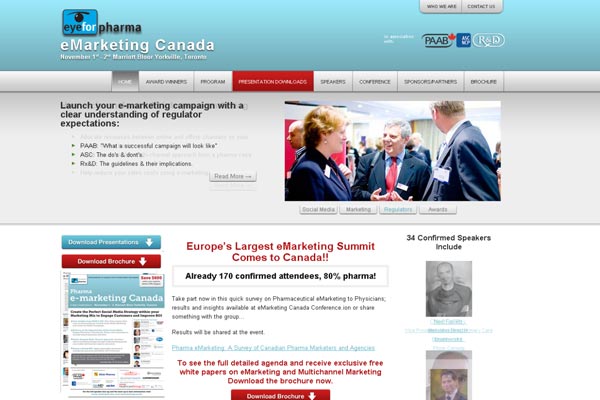 WHO WE ARE
CONTACT US
eyeforpharma
eMarketing Canada
November 1st - 2nd Marriott Bloor Yorkville, Toronto
in association with
PAAB
ASC
NCP
R&D
HOME
AWARD WINNERS
PROGRAM
PRESENTATION DOWNLOADS
SPEAKERS
CONFERENCE
SPONSORS/PARTNERS
BROCHURE
Launch your e-marketing campaign with a
clear understanding of regulator
expectations:
PAAB: "What a successful campaign will look like"
ASC: The do's & dont's.
Rx&D: The guidelines & their implications.
Read More
Social Media
Marketing
Regulators
Awards
Download Presentations
Download Brochure
Pharma
e-marketing Canada
Europe's Largest eMarketing Summit
Comes to Canada!!
Already 170 confirmed attendees, 80% pharma!
Take part now in this quick survey on Pharmaceutical eMarketing to Physicians;
results and insights available at eMarketing Canada Conference.ion or share
something with the group...
Results will be shared at the event.
Pharma eMarketing: A Survey of Canadian Pharma Marketers and Agencies
To see the full detailed agenda and receive exclusive free
white papers on eMarketing and Multichannel Marketing
Download the brochure now.
Download Brochure
34 Confirmed Speakers
Include